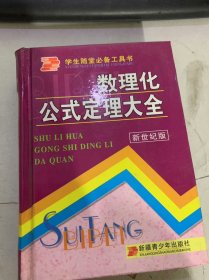 学生随堂必备工具书
数理化
公式定理大全
SHU LI HUA
GONG SHI DING LI
DA QUAN
新世纪版
SUI TANG
新疆青少年出版社